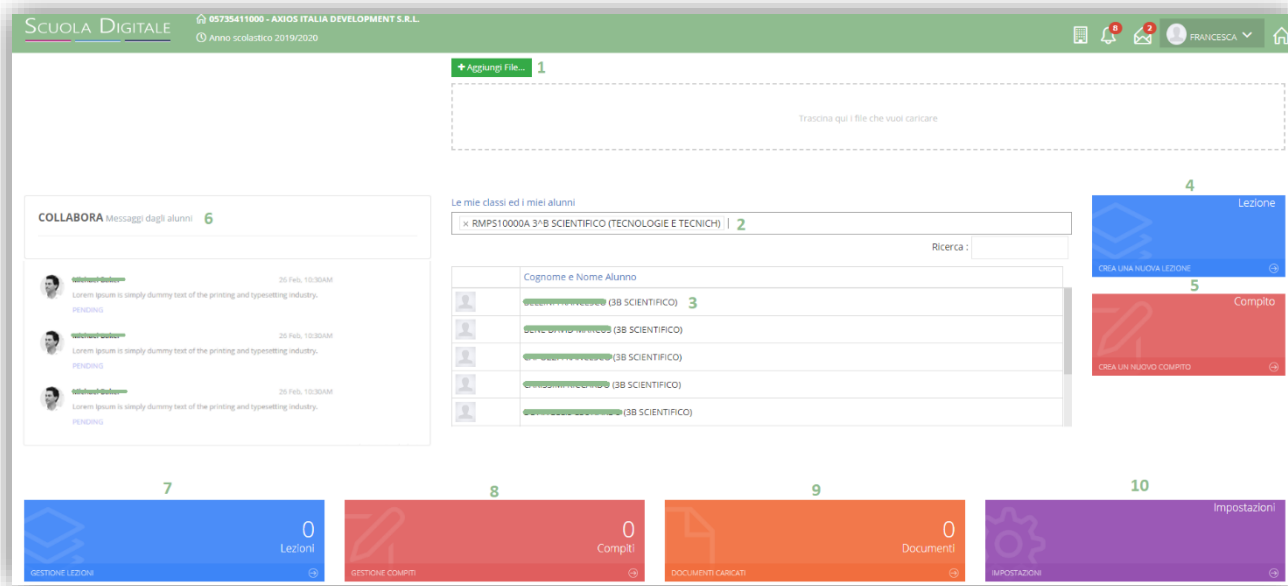 SCUOLA DIGITALE
05735411000 - AXIOS ITALIA DEVELOPMENT S.R.L.
Anno scolastico 2019/2020
8
2
FRANCESCA
+ Aggiungi File...
1
Trascina qui i file che vuoi caricare
COLLABORA Messaggi dagli alunni 6
26 Feb, 10:30AM
Lorem Ipsum is simply dummy text of the printing and typesetting industry.
PENDING
26 Feb, 10:30AM
Lorem Ipsum is simply dummy text of the printing and typesetting industry.
PENDING
26 Feb, 10:30AM
Lorem Ipsum is simply dummy text of the printing and typesetting industry.
PENDING
Le mie classi ed i miei alunni
× RMPS10000A 3^B SCIENTIFICO (TECNOLOGIE E TECNICH) 2
Ricerca :
Cognome e Nome Alunno
(3B SCIENTIFICO) 3
(3B SCIENTIFICO)
(3B SCIENTIFICO)
(3B SCIENTIFICO)
(3B SCIENTIFICO)
4
Lezione
CREA UNA NUOVA LEZIONE
5
Compito
CREA UN NUOVO COMPITO
7
0
Lezioni
GESTIONE LEZIONI
8
0
Compiti
GESTIONE COMPITI
9
0
Documenti
DOCUMENTI CARICATI
10
Impostazioni
IMPOSTAZIONI